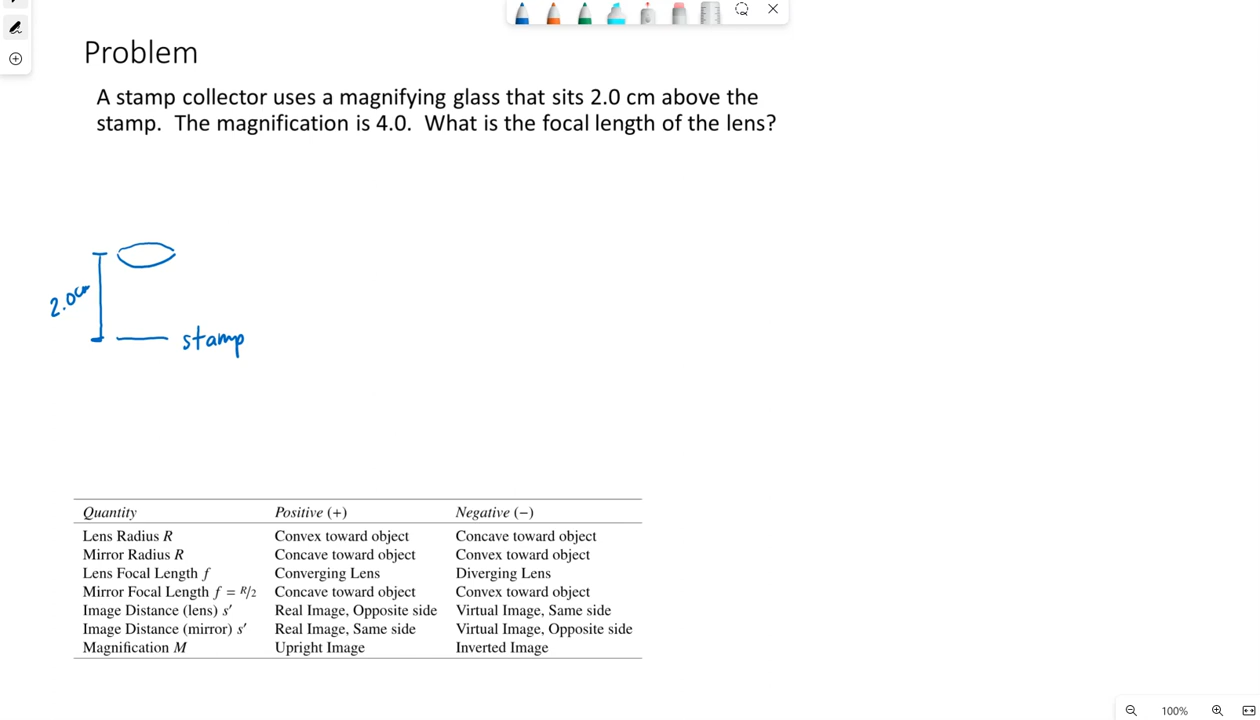 Problem
A stamp collector uses a magnifying glass that sits 2.0 cm above the
stamp. The magnification is 4.0. What is the focal length of the lens?
2.0cm
stamp
Quantity Positive (+) Negative (−)
Lens Radius R Convex toward object Concave toward object
Mirror Radius R Concave toward object Convex toward object
Lens Focal Length f Converging Lens Diverging Lens
Mirror Focal Length f = R/2 Concave toward object Convex toward object
Image Distance (lens) s′ Real Image, Opposite side Virtual Image, Same side
Image Distance (mirror) s′ Real Image, Same side Virtual Image, Opposite side
Magnification M Upright Image Inverted Image
100%